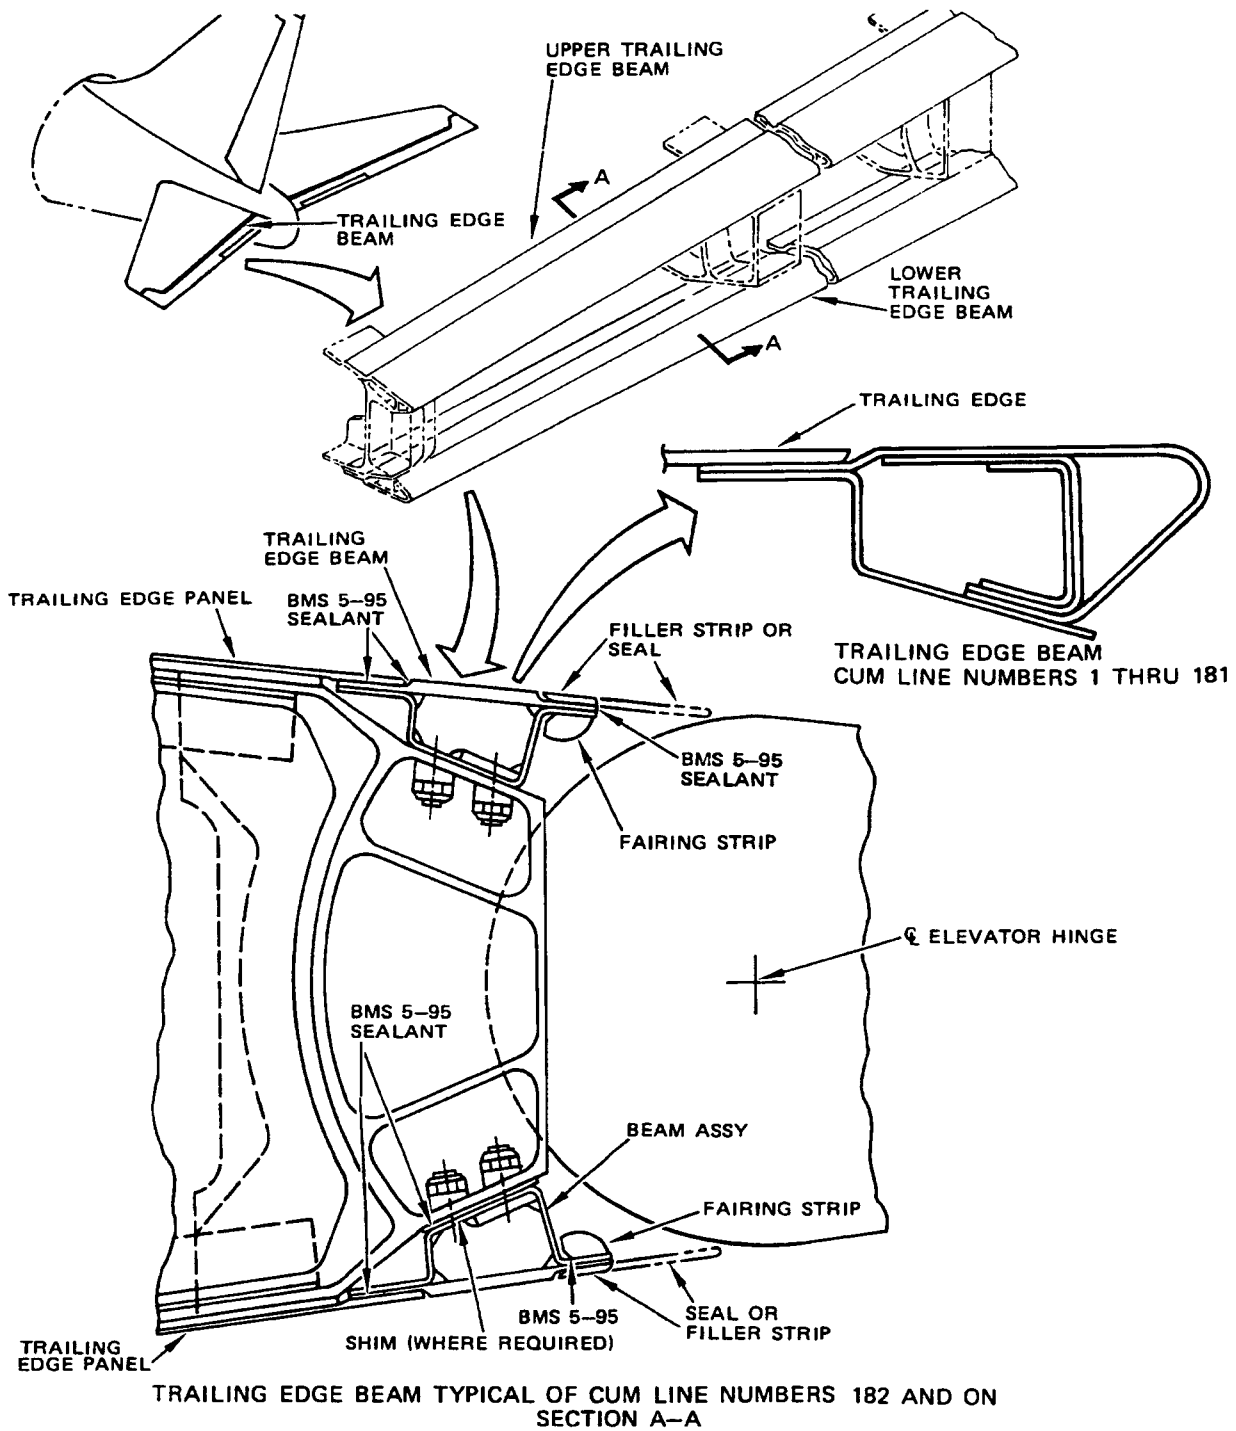 UPPER TRAILING
EDGE BEAM
A
TRAILING EDGE
BEAM
LOWER
TRAILING
EDGE BEAM
A
TRAILING EDGE
TRAILING
EDGE BEAM
TRAILING EDGE PANEL
BMS 5-95
SEALANT
FILLER STRIP OR
SEAL
TRAILING EDGE BEAM
CUM LINE NUMBERS 1 THRU 181
BMS 5-95
SEALANT
FAIRING STRIP
℄ ELEVATOR HINGE
BMS 5-95
SEALANT
BEAM ASSY
FAIRING STRIP
BMS 5-95
SEAL OR
FILLER STRIP
SHIM (WHERE REQUIRED)
TRAILING
EDGE PANEL
TRAILING EDGE BEAM TYPICAL OF CUM LINE NUMBERS 182 AND ON
SECTION A-A